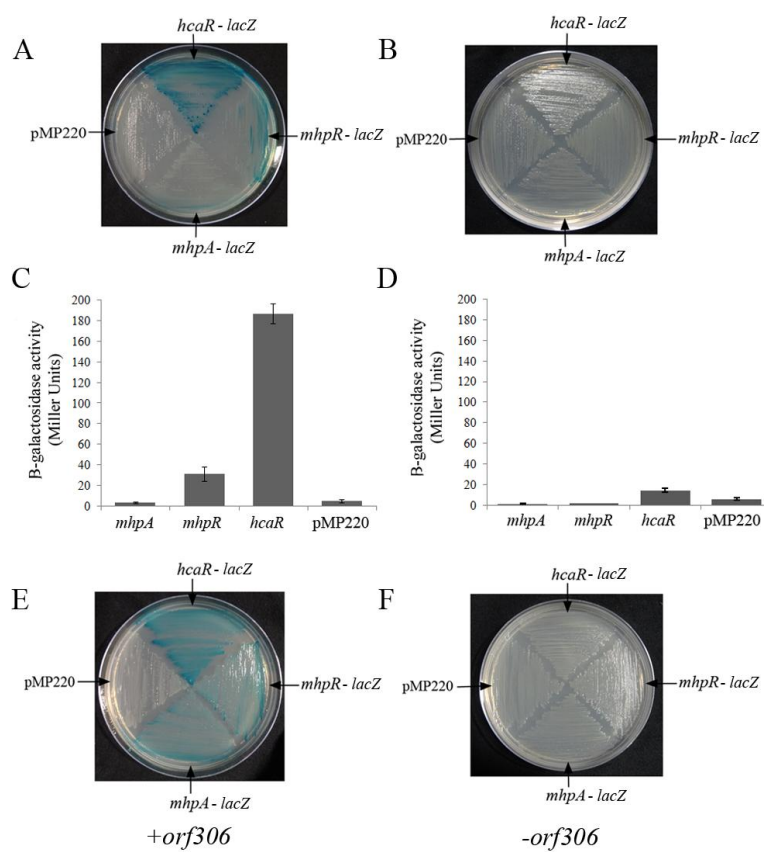 A
hcaR - lacZ
pMP220
mhpR - lacZ
mhpA - lacZ
B
hcaR - lacZ
pMP220
mhpR - lacZ
mhpA - lacZ
C
β-galactosidase activity
(Miller Units)
200
180
160
140
120
100
80
60
40
20
0
mhpA mhpR hcaR pMP220
D
β-galactosidase activity
(Miller Units)
200
180
160
140
120
100
80
60
40
20
0
mhpA mhpR hcaR pMP220
E
hcaR - lacZ
pMP220
mhpR - lacZ
mhpA - lacZ
+orf306
F
hcaR - lacZ
pMP220
mhpR - lacZ
mhpA - lacZ
-orf306